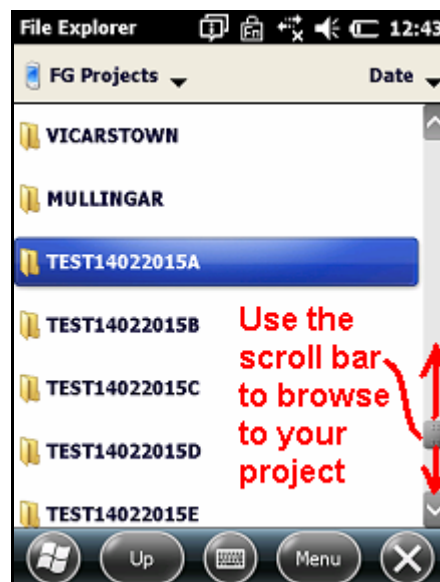 File Explorer Fn 12:43
FG Projects Date
VICARSTOWN
MULLINGAR
TEST14022015A
TEST14022015B
TEST14022015C
TEST14022015D
TEST14022015E
Use the
scroll bar
to browse
to your
project
Up Menu